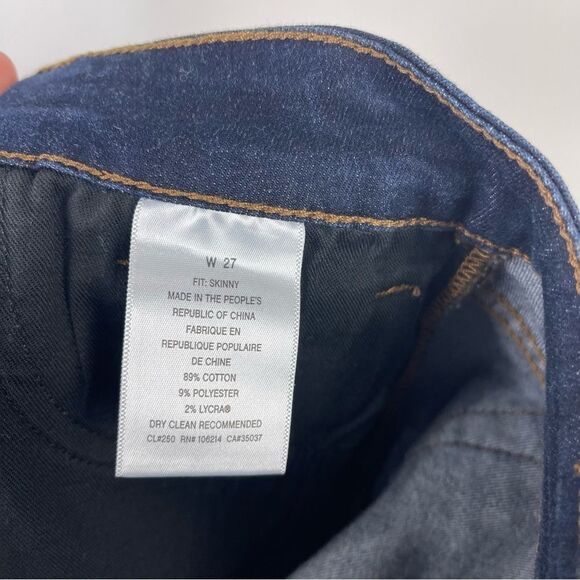 W 27
FIT: SKINNY
MADE IN THE PEOPLE'S
REPUBLIC OF CHINA
FABRIQUE EN
REPUBLIQUE POPULAIRE
DE CHINE
89% COTTON
9% POLYESTER
2% LYCRA®
DRY CLEAN RECOMMENDED
CL#250 RN# 106214 CA#35037